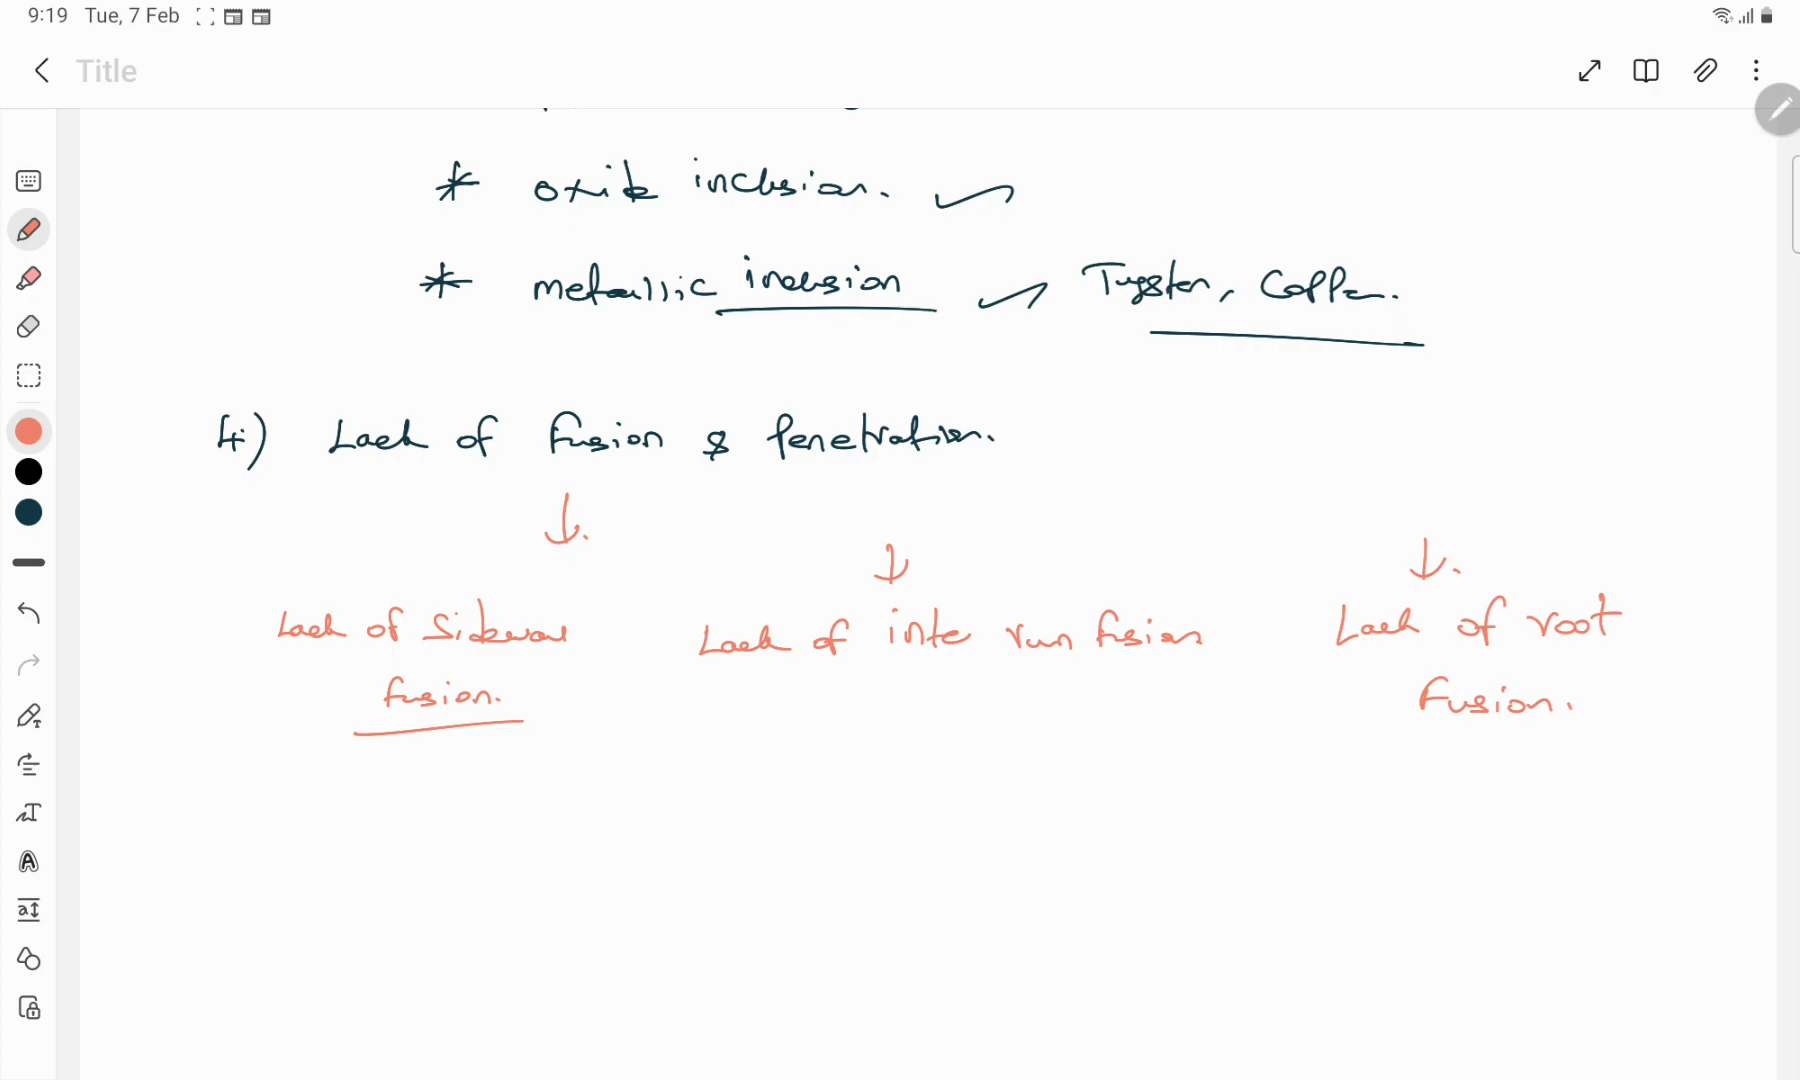 9:19 Tue, 7 Feb
Title
* oxide inclusion.
* metallic inclusion Tungsten, Copper.
4) Lack of fusion & Penetration.
Lack of Sidewall fusion.
Lack of inter run fusion
Lack of root Fusion.